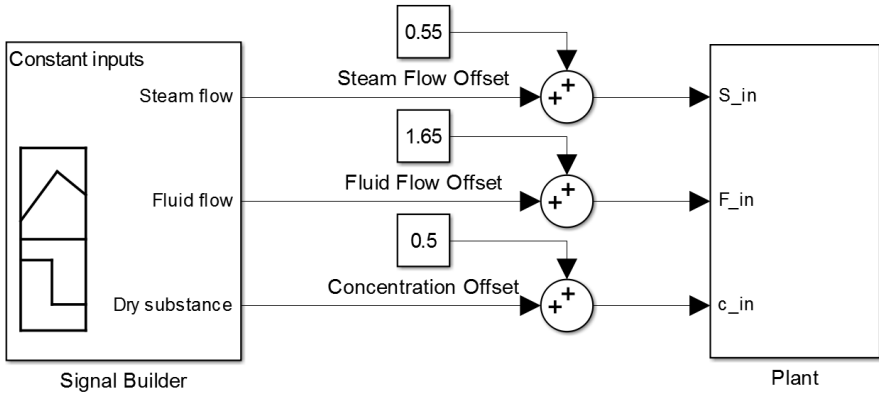 Constant inputs
Steam flow
Fluid flow
Dry substance
Signal Builder
0.55
Steam Flow Offset
+
+
1.65
Fluid Flow Offset
+
+
0.5
Concentration Offset
+
+
S_in
F_in
c_in
Plant